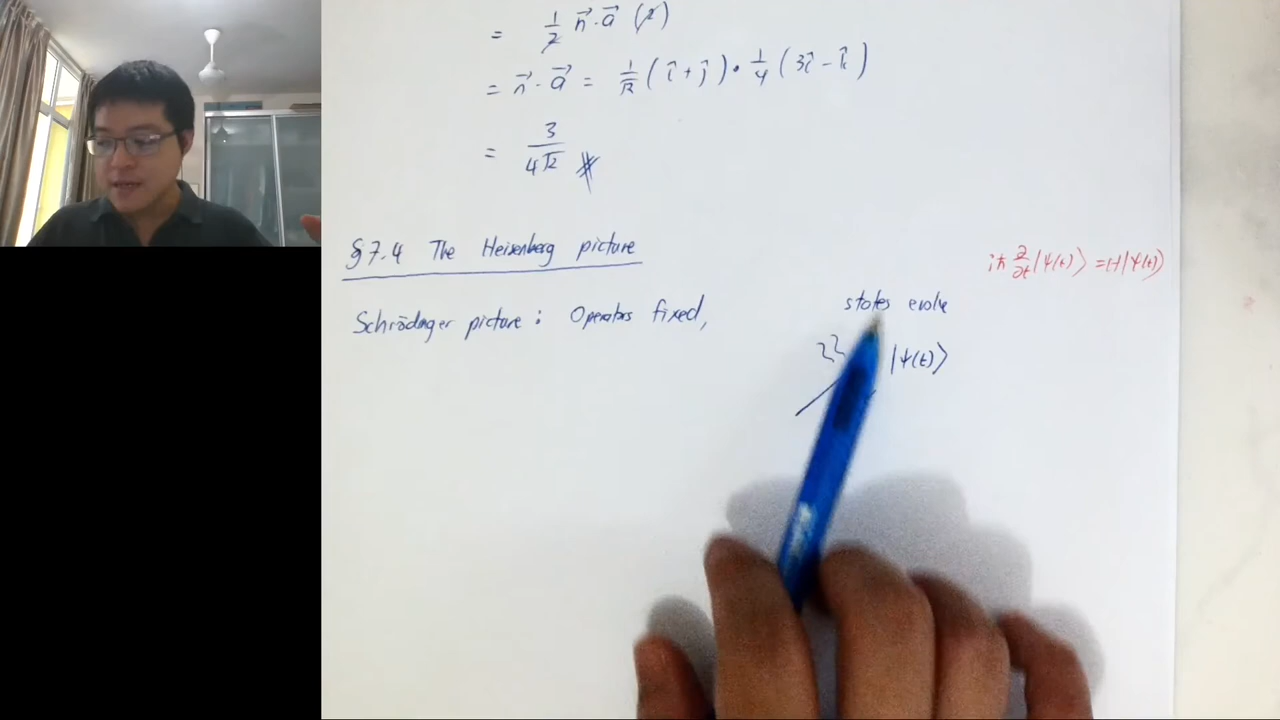 = 1/2 n⃗·a⃗ (2)
= n⃗·a⃗ = 1/√2 (î+ĵ)·1/4 (3î-k̂)
= 3/4√2
§7.4 The Heisenberg picture
iħ ∂/∂t|Ψ(t)⟩=H|Ψ(t)⟩
Schrödinger picture: Operators fixed, states evolve
|Ψ(t)⟩